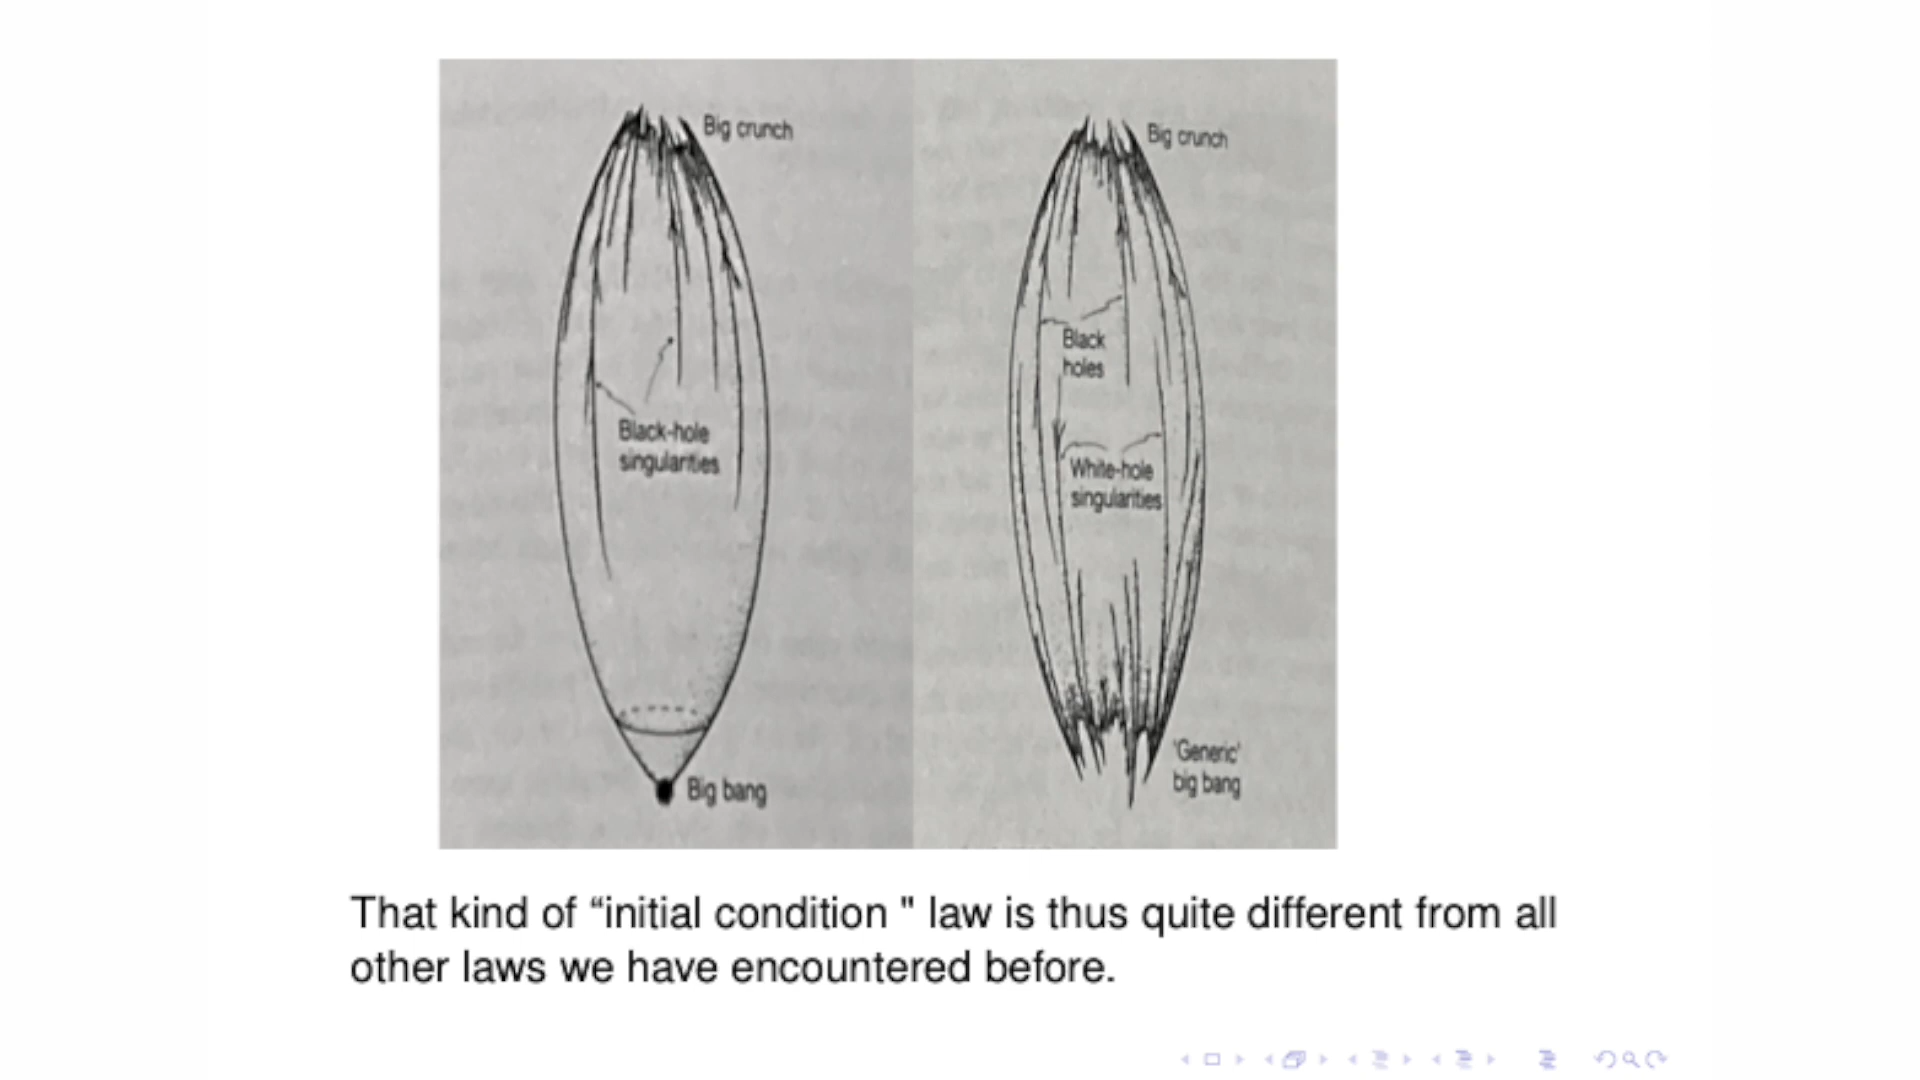 Big crunch
Black-hole
singularities
Big bang
Big crunch
Black
holes
White-hole
singularities
'Generic'
big bang
That kind of “initial condition " law is thus quite different from all
other laws we have encountered before.